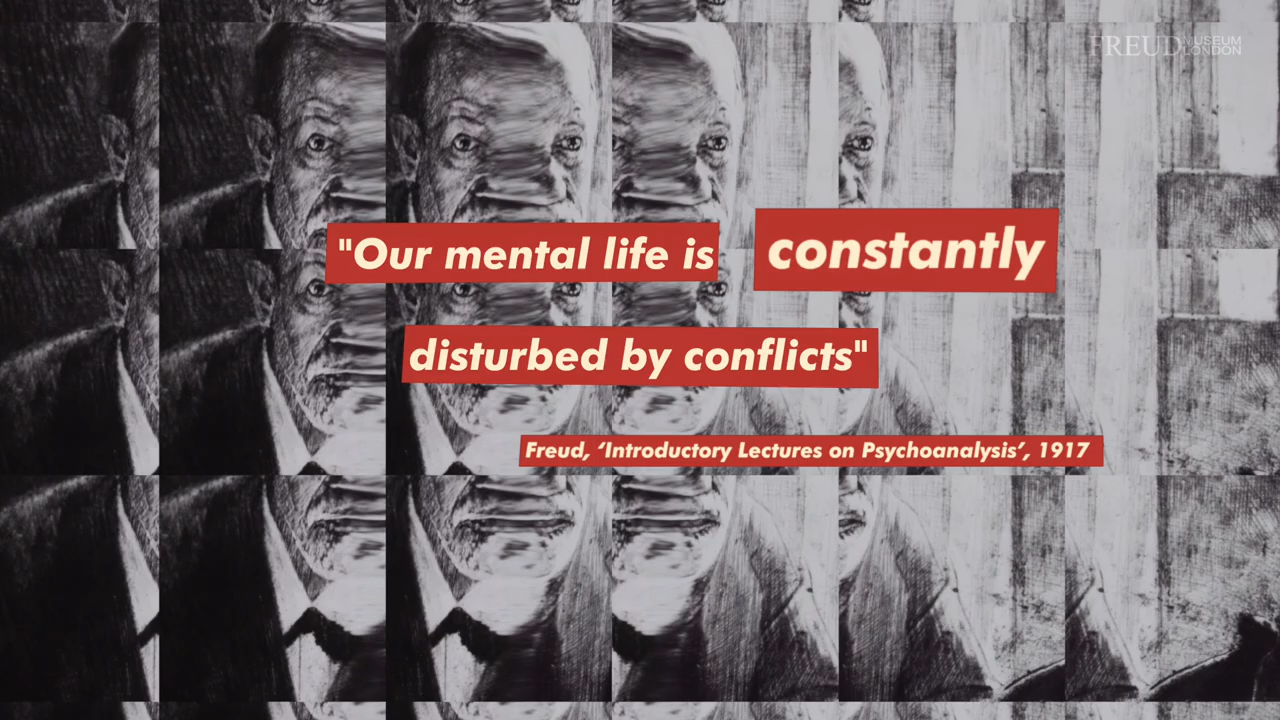 FREUD MUSEUM
LONDON
"Our mental life is constantly
disturbed by conflicts"
Freud, ‘Introductory Lectures on Psychoanalysis’, 1917